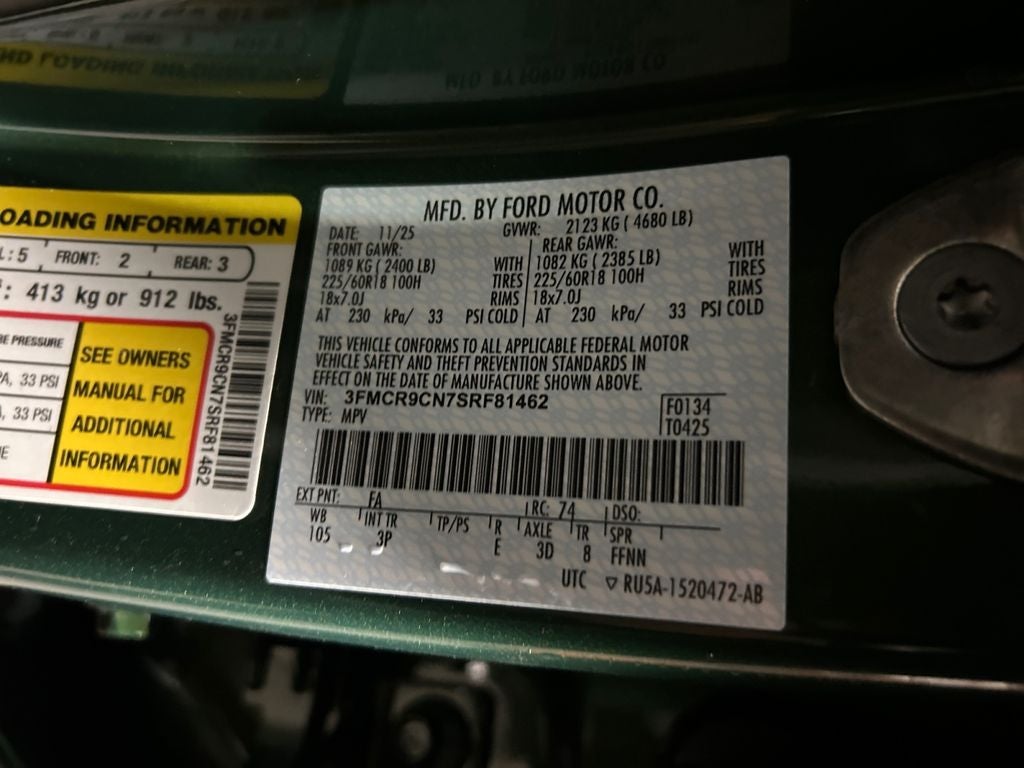 OADING INFORMATION
L: 5 FRONT: 2 REAR: 3
: 413 kg or 912 lbs.
RE PRESSURE
PA, 33 PSI
, 33 PSI
E
SEE OWNERS
MANUAL FOR
ADDITIONAL
INFORMATION
3FMCR9CN7SRF81462
MFD. BY FORD MOTOR CO.
DATE: 11/25 GVWR: 2123 KG ( 4680 LB)
FRONT GAWR: REAR GAWR:
1089 KG ( 2400 LB) WITH 1082 KG ( 2385 LB) WITH
225/60R18 100H TIRES 225/60R18 100H TIRES
18x7.0J RIMS 18x7.0J RIMS
AT 230 kPa/ 33 PSI COLD AT 230 kPa/ 33 PSI COLD
THIS VEHICLE CONFORMS TO ALL APPLICABLE FEDERAL MOTOR
VEHICLE SAFETY AND THEFT PREVENTION STANDARDS IN
EFFECT ON THE DATE OF MANUFACTURE SHOWN ABOVE.
VIN: 3FMCR9CN7SRF81462
TYPE: MPV
F0134
T0425
EXT PNT: FA RC: 74 DSO:
WB INT TR TP/PS R AXLE TR SPR
105 3P E 3D 8 FFNN
UTC ▽ RU5A-1520472-AB